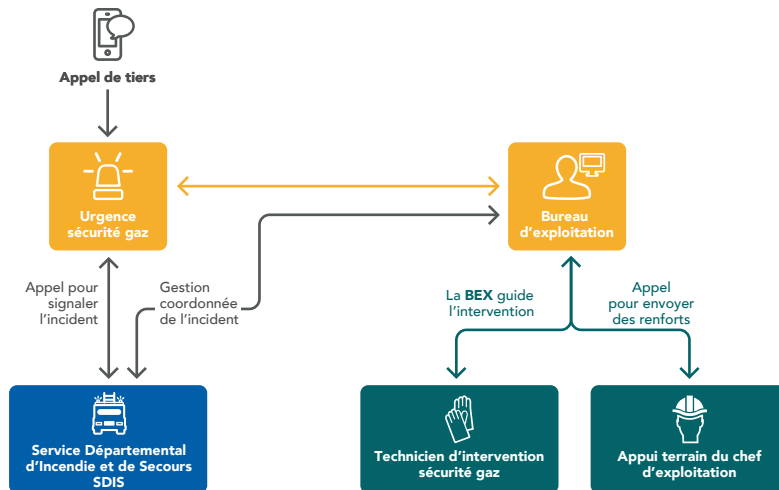 Appel de tiers
Urgence
sécurité gaz
Bureau
d'exploitation
Appel pour
signaler
l'incident
Gestion
coordonnée
de l'incident
La BEX guide
l'intervention
Appel
pour envoyer
des renforts
Service Départemental
d'Incendie et de Secours
SDIS
Technicien d'intervention
sécurité gaz
Appui terrain du chef
d'exploitation